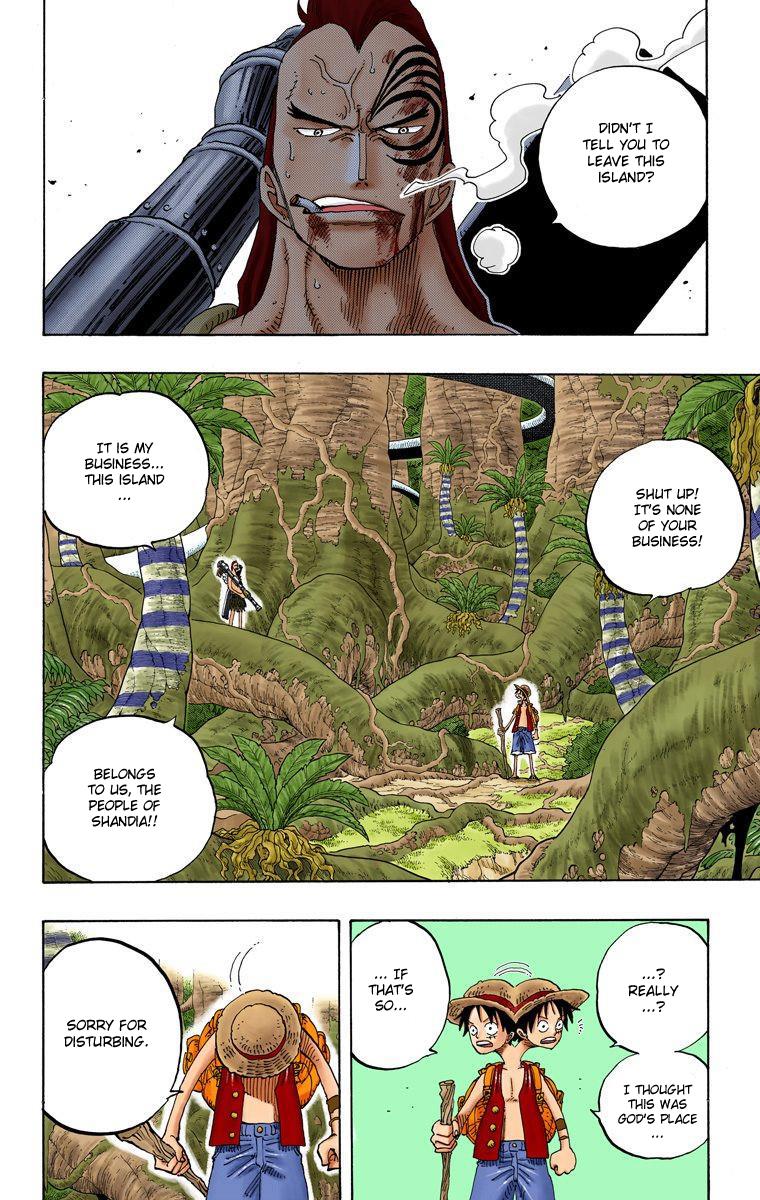 DIDN'T I
TELL YOU TO
LEAVE THIS
ISLAND?
SHUT UP!
IT'S NONE
OF YOUR
BUSINESS!
IT IS MY
BUSINESS...
THIS ISLAND
...
BELONGS
TO US, THE
PEOPLE OF
SHANDIA!!
...?
REALLY
...?
I THOUGHT
THIS WAS
GOD'S PLACE
...
... IF
THAT'S
SO...
SORRY FOR
DISTURBING.